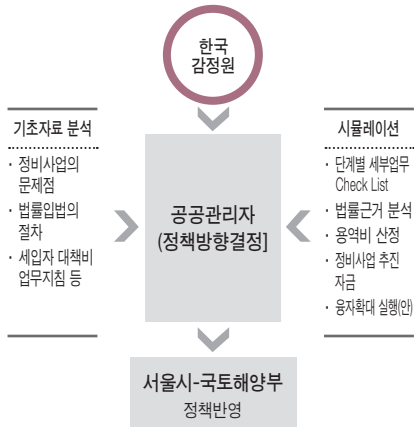 한국
감정원
기초자료 분석
· 정비사업의
문제점
· 법률입법의
절차
· 세입자 대책비
업무지침 등
공공관리자
(정책방향결정]
시뮬레이션
· 단계별 세부업무
Check List
· 법률근거 분석
· 용역비 산정
· 정비사업 추진
자금
· 융자확대 실행(안)
서울시-국토해양부
정책반영